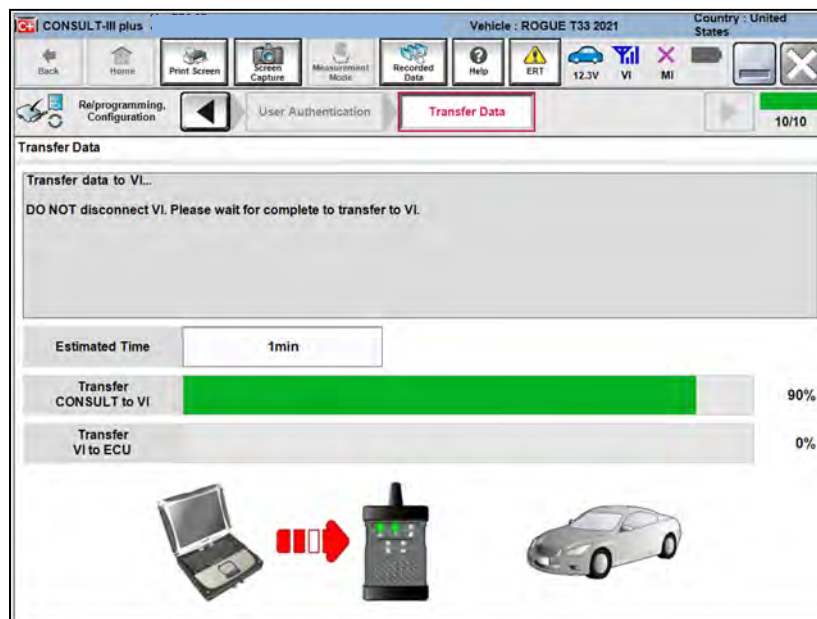 C+ CONSULT-III plus
Vehicle : ROGUE T33 2021
Country : United
States
Back
Home
Print Screen
Screen
Capture
Measurement
Mode
Recorded
Data
Help
ERT
12.3V
VI
MI
Re/programming,
Configuration
User Authentication
Transfer Data
10/10
Transfer Data
Transfer data to VI...
DO NOT disconnect VI. Please wait for complete to transfer to VI.
Estimated Time
1min
Transfer
CONSULT to VI
90%
Transfer
VI to ECU
0%